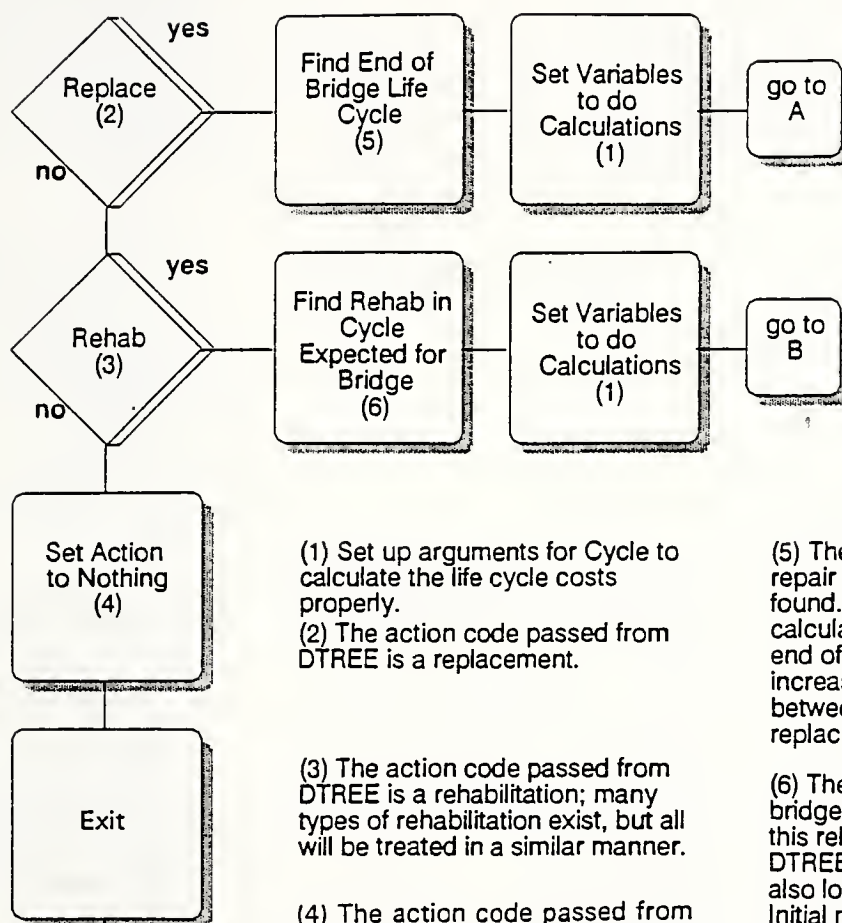 yes
Replace
(2)
no
Find End of
Bridge Life
Cycle
(5)
Set Variables
to do
Calculations
(1)
go to
A
yes
Rehab
(3)
no
Find Rehab in
Cycle
Expected for
Bridge
(6)
Set Variables
to do
Calculations
(1)
go to
B
Set Action
to Nothing
(4)
Exit
(1) Set up arguments for Cycle to
calculate the life cycle costs
properly.
(2) The action code passed from
DTREE is a replacement.
(3) The action code passed from
DTREE is a rehabilitation; many
types of rehabilitation exist, but all
will be treated in a similar manner.
(4) The action code passed from
(5) The
repair
found.
calcula
end of
increas
betwee
replac
(6) The
bridge
this rel
DTREE
also lo
Initial r